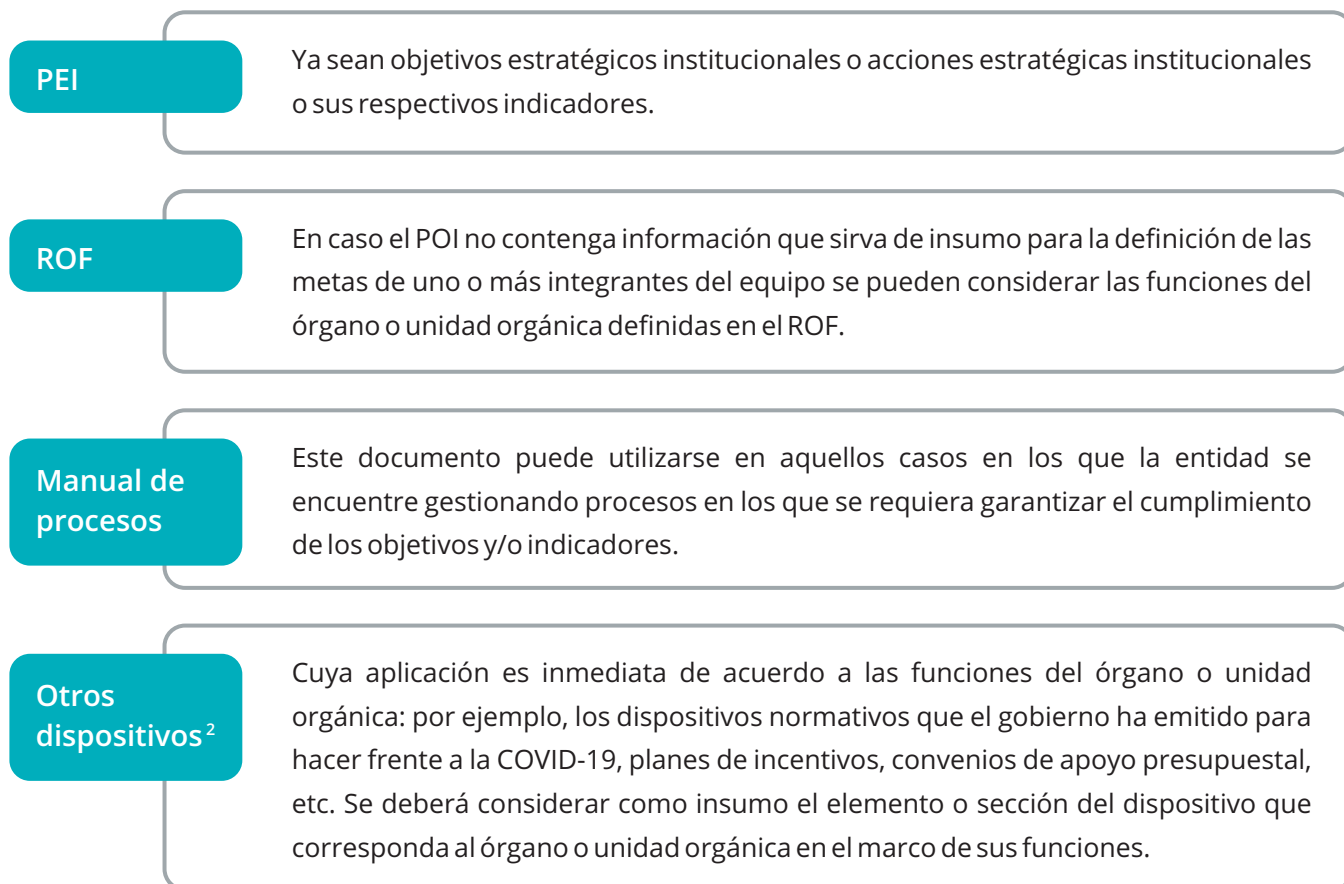 PEI
Ya sean objetivos estratégicos institucionales o acciones estratégicas institucionales
o sus respectivos indicadores.
ROF
En caso el POI no contenga información que sirva de insumo para la definición de las
metas de uno o más integrantes del equipo se pueden considerar las funciones del
órgano o unidad orgánica definidas en el ROF.
Manual de
procesos
Este documento puede utilizarse en aquellos casos en los que la entidad se
encuentre gestionando procesos en los que se requiera garantizar el cumplimiento
de los objetivos y/o indicadores.
Otros
dispositivos ²
Cuya aplicación es inmediata de acuerdo a las funciones del órgano o unidad
orgánica: por ejemplo, los dispositivos normativos que el gobierno ha emitido para
hacer frente a la COVID-19, planes de incentivos, convenios de apoyo presupuestal,
etc. Se deberá considerar como insumo el elemento o sección del dispositivo que
corresponda al órgano o unidad orgánica en el marco de sus funciones.